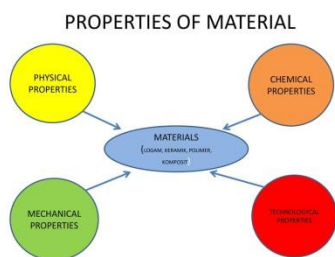 PROPERTIES OF MATERIAL
PHYSICAL
PROPERTIES
CHEMICAL
PROPERTIES
MATERIALS
(LOGAM, KERAMIK, POLIMER,
KOMPOSIT)
MECHANICAL
PROPERTIES
TECHNOLOGICAL
PROPERTIES